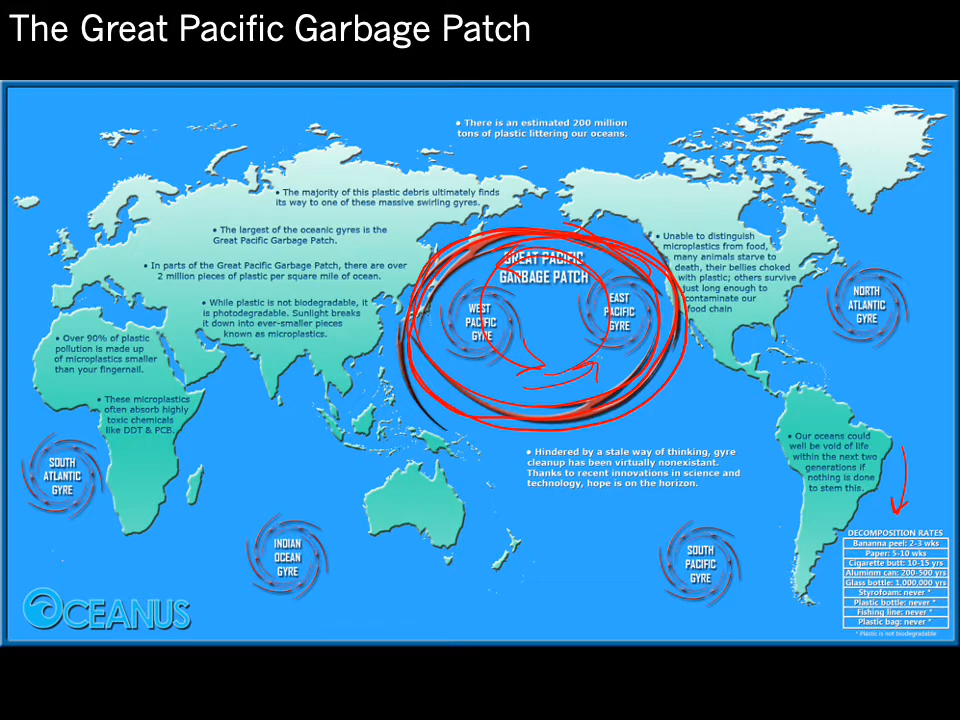 The Great Pacific Garbage Patch
• There is an estimated 200 million
tons of plastic littering our oceans.
• The majority of this plastic debris ultimately finds
its way to one of these massive swirling gyres.
• The largest of the oceanic gyres is the
Great Pacific Garbage Patch.
• In parts of the Great Pacific Garbage Patch, there are over
2 million pieces of plastic per square mile of ocean.
• While plastic is not biodegradable, it
is photodegradable. Sunlight breaks
it down into ever-smaller pieces
known as microplastics.
• Over 90% of plastic
pollution is made up
of microplastics smaller
than your fingernail.
• These microplastics
often absorb highly
toxic chemicals
like DDT & PCB.
GREAT PACIFIC
GARBAGE PATCH
WEST
PACIFIC
GYRE
EAST
PACIFIC
GYRE
• Unable to distinguish
microplastics from food,
many animals starve to
death, their bellies choked
with plastic; others survive
just long enough to
contaminate our
food chain
NORTH
ATLANTIC
GYRE
• Our oceans could
well be void of life
within the next two
generations if
nothing is done
to stem this.
• Hindered by a stale way of thinking, gyre
cleanup has been virtually nonexistant.
Thanks to recent innovations in science and
technology, hope is on the horizon.
SOUTH
ATLANTIC
GYRE
INDIAN
OCEAN
GYRE
SOUTH
PACIFIC
GYRE
DECOMPOSITION RATES
Bananna peel: 2-3 wks
Paper: 5-10 wks
Cigarette butt: 10-15 yrs
Aluminm can: 200-500 yrs
Glass bottle: 1,000,000 yrs
Styrofoam: never *
Plastic bottle: never *
Fishing line: never *
Plastic bag: never *
* Plastic is not biodegradable
OCEANUS